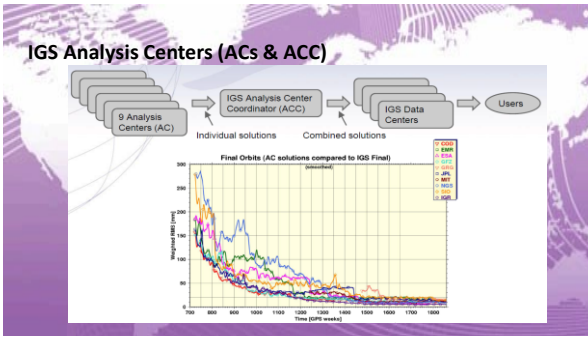 IGS Analysis Centers (ACs & ACC)
9 Analysis
Centers (AC)
IGS Analysis Center
Coordinator (ACC)
IGS Data
Centers
Users
Individual solutions
Combined solutions
Final Orbits (AC solutions compared to IGS Final)
(smoothed)
Weighted RMS [mm]
300
250
200
150
100
50
0
700 800 900 1000 1100 1200 1300 1400 1500 1600 1700 1800
Time [GPS weeks]
COD
EMR
ESA
GFZ
GRG
JPL
MIT
NGS
SIO
IGR